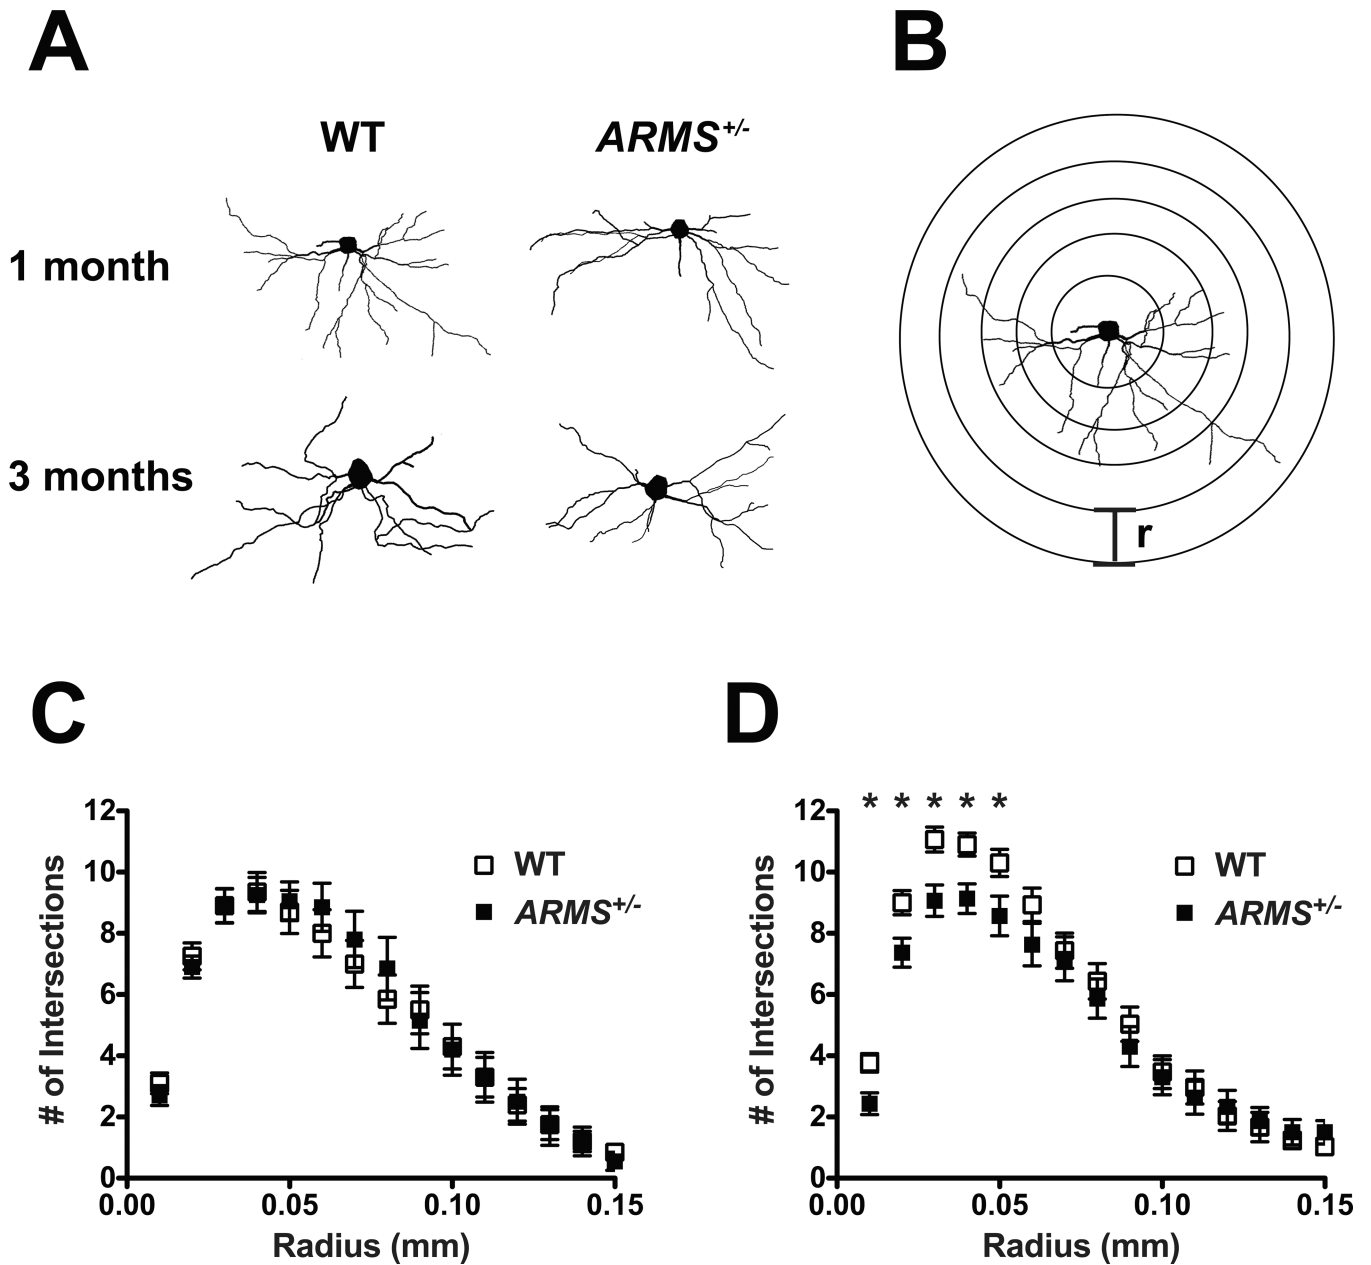 A
B
WT
ARMS+/-
1 month
3 months
r
C
D
12
10
8
6
4
2
0
# of Intersections
WT
ARMS+/-
0.00
0.05
0.10
0.15
Radius (mm)
* * * * *
12
10
8
6
4
2
0
# of Intersections
WT
ARMS+/-
0.00
0.05
0.10
0.15
Radius (mm)